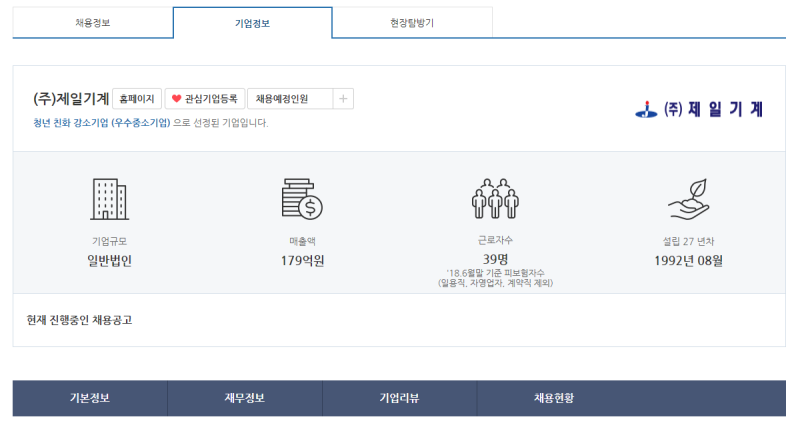 채용정보 기업정보 현장탐방기
(주)제일기계 홈페이지 관심기업등록 채용예정인원 +
청년 친화 강소기업 (우수중소기업) 으로 선정된 기업입니다.
(주) 제 일 기 계
기업규모 매출액 근로자수 설립 27 년차
일반법인 179억원 39명 1992년 08월
'18.6월말 기준 피보험자수
(일용직, 자영업자, 계약직 제외)
현재 진행중인 채용공고
기본정보 재무정보 기업리뷰 채용현황